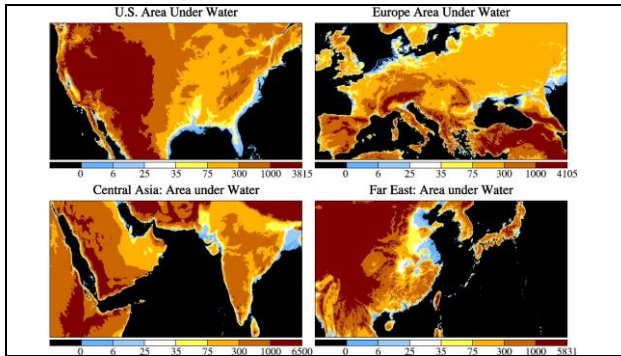 U.S. Area Under Water
Europe Area Under Water
0 6 25 35 75 300 1000 3815
0 6 25 35 75 300 1000 4105
Central Asia: Area under Water
Far East: Area under Water
0 6 25 35 75 300 1000 6500
0 6 25 35 75 300 1000 5831